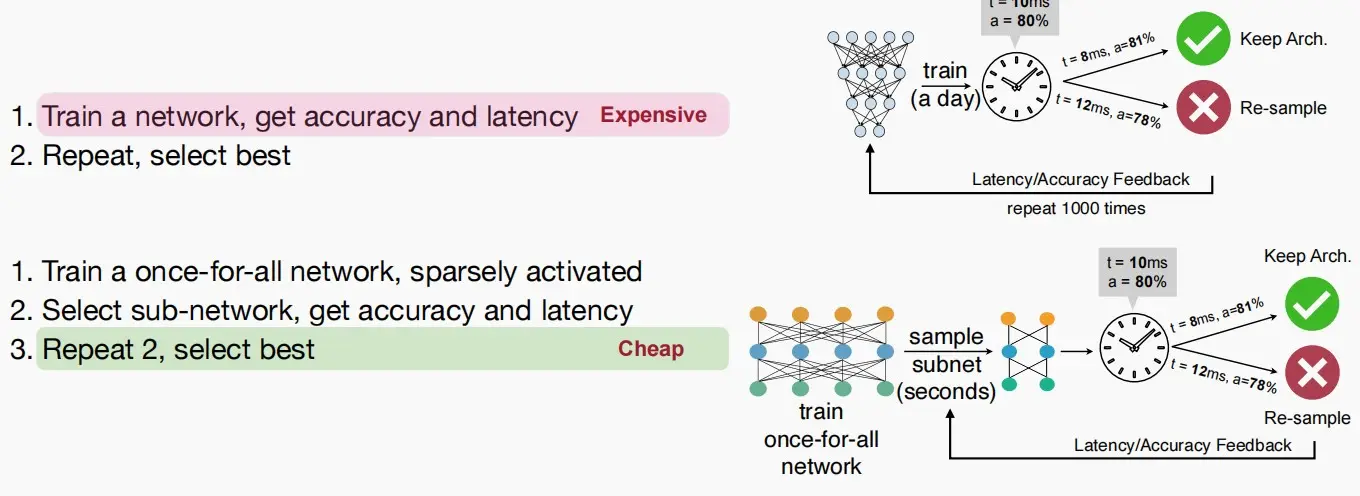 t = 10ms
a = 80%
train
(a day)
t = 8ms, a=81%
t = 12ms, a=78%
Keep Arch.
Re-sample
1. Train a network, get accuracy and latency Expensive
2. Repeat, select best
Latency/Accuracy Feedback
repeat 1000 times
1. Train a once-for-all network, sparsely activated
2. Select sub-network, get accuracy and latency
3. Repeat 2, select best Cheap
train
once-for-all
network
sample
subnet
(seconds)
t = 10ms
a = 80%
t = 8ms, a=81%
t = 12ms, a=78%
Keep Arch.
Re-sample
Latency/Accuracy Feedback